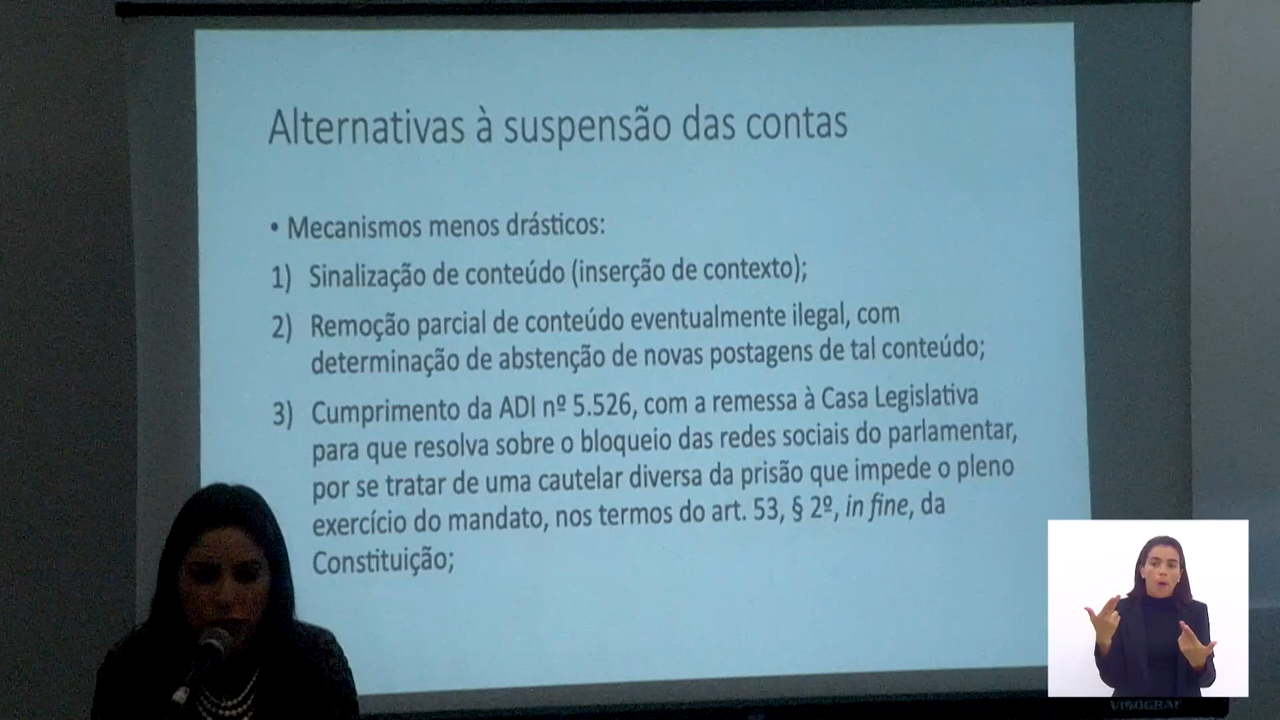 Alternativas à suspensão das contas
• Mecanismos menos drásticos:
1) Sinalização de conteúdo (inserção de contexto);
2) Remoção parcial de conteúdo eventualmente ilegal, com
determinação de abstenção de novas postagens de tal conteúdo;
3) Cumprimento da ADI nº 5.526, com a remessa à Casa Legislativa
para que resolva sobre o bloqueio das redes sociais do parlamentar,
por se tratar de uma cautelar diversa da prisão que impede o pleno
exercício do mandato, nos termos do art. 53, § 2º, in fine, da
Constituição;